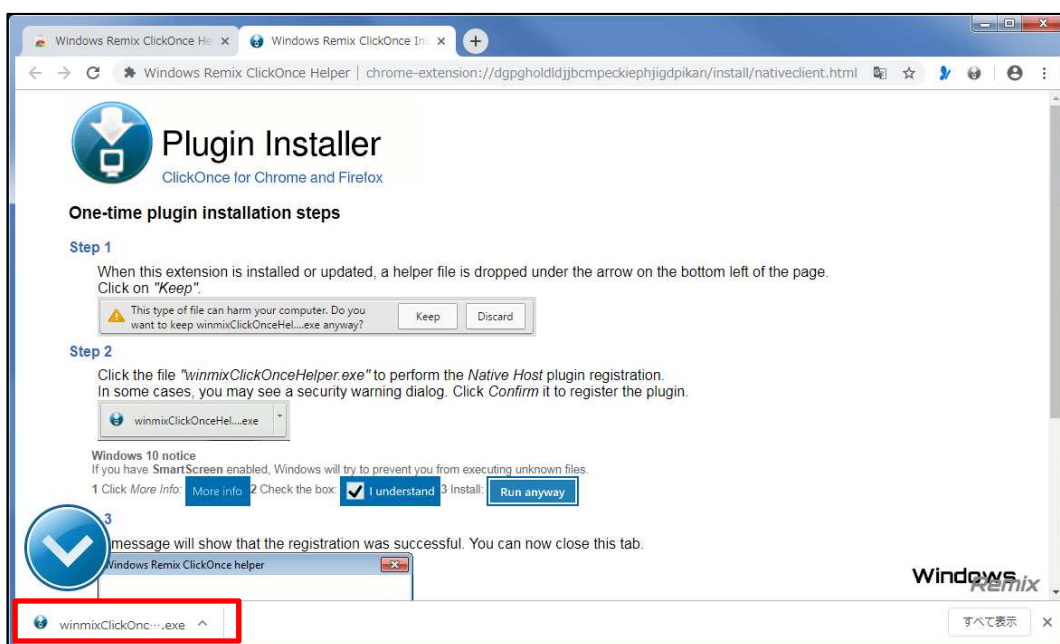 Windows Remix ClickOnce He
Windows Remix ClickOnce In
Windows Remix ClickOnce Helper | chrome-extension://dgpgholdldjjbcmpeckiephjigdpikan/install/nativeclient.html
Plugin Installer
ClickOnce for Chrome and Firefox
One-time plugin installation steps
Step 1
When this extension is installed or updated, a helper file is dropped under the arrow on the bottom left of the page.
Click on "Keep".
This type of file can harm your computer. Do you
want to keep winmixClickOnceHel....exe anyway?
Keep
Discard
Step 2
Click the file "winmixClickOnceHelper.exe" to perform the Native Host plugin registration.
In some cases, you may see a security warning dialog. Click Confirm it to register the plugin.
winmixClickOnceHel....exe
Windows 10 notice
If you have SmartScreen enabled, Windows will try to prevent you from executing unknown files.
1 Click More Info: More info 2 Check the box: I understand 3 Install: Run anyway
3
message will show that the registration was successful. You can now close this tab.
Windows Remix ClickOnce helper
Windows
Remix
winmixClickOnc….exe
すべて表示